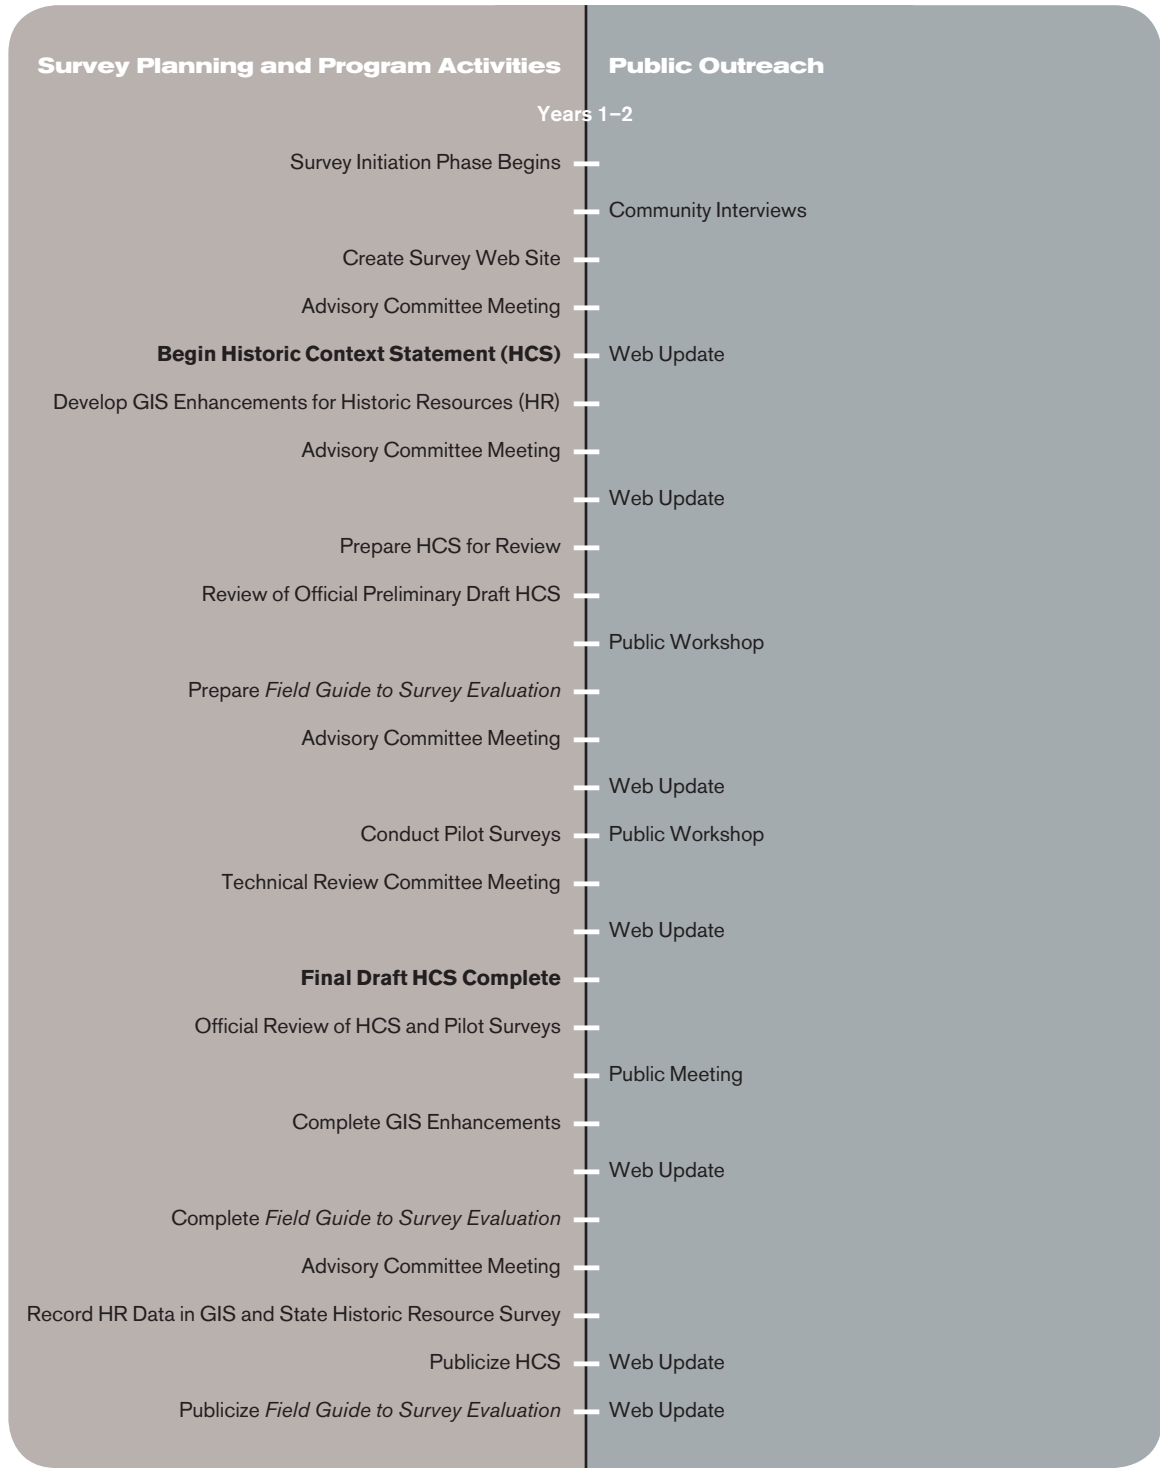 Survey Planning and Program Activities Public Outreach
Years 1–2
Survey Initiation Phase Begins
Community Interviews
Create Survey Web Site
Advisory Committee Meeting
Begin Historic Context Statement (HCS) Web Update
Develop GIS Enhancements for Historic Resources (HR)
Advisory Committee Meeting
Web Update
Prepare HCS for Review
Review of Official Preliminary Draft HCS
Public Workshop
Prepare Field Guide to Survey Evaluation
Advisory Committee Meeting
Web Update
Conduct Pilot Surveys Public Workshop
Technical Review Committee Meeting
Web Update
Final Draft HCS Complete
Official Review of HCS and Pilot Surveys
Public Meeting
Complete GIS Enhancements
Web Update
Complete Field Guide to Survey Evaluation
Advisory Committee Meeting
Record HR Data in GIS and State Historic Resource Survey
Publicize HCS Web Update
Publicize Field Guide to Survey Evaluation Web Update